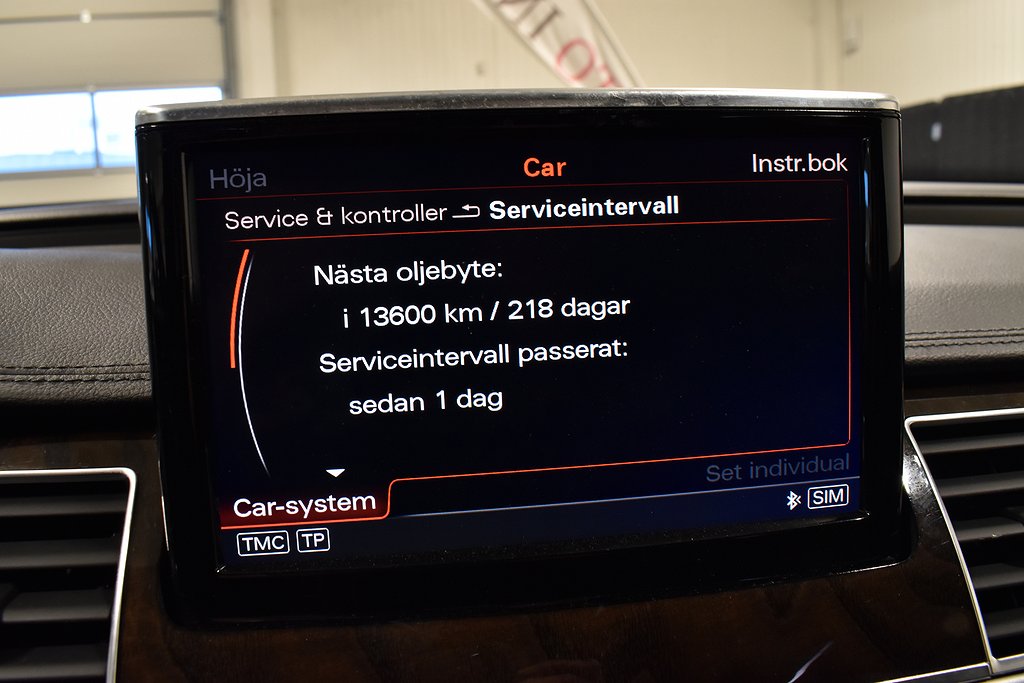 Höja
Car
Instr.bok
Service & kontroller Serviceintervall
Nästa oljebyte:
i 13600 km / 218 dagar
Serviceintervall passerat:
sedan 1 dag
Set individual
Car-system
SIM
TMC TP